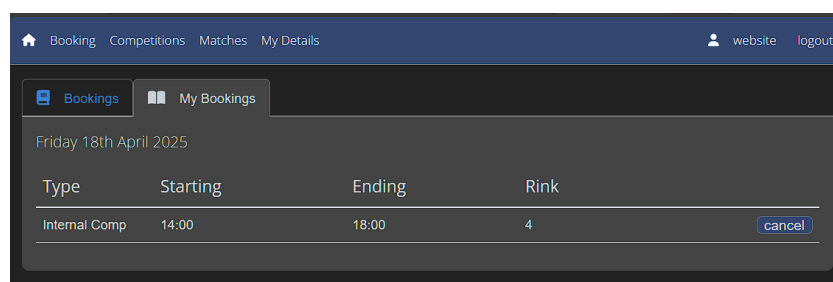 Booking Competitions Matches My Details website logout
Bookings My Bookings
Friday 18th April 2025
Type Starting Ending Rink
Internal Comp 14:00 18:00 4 cancel